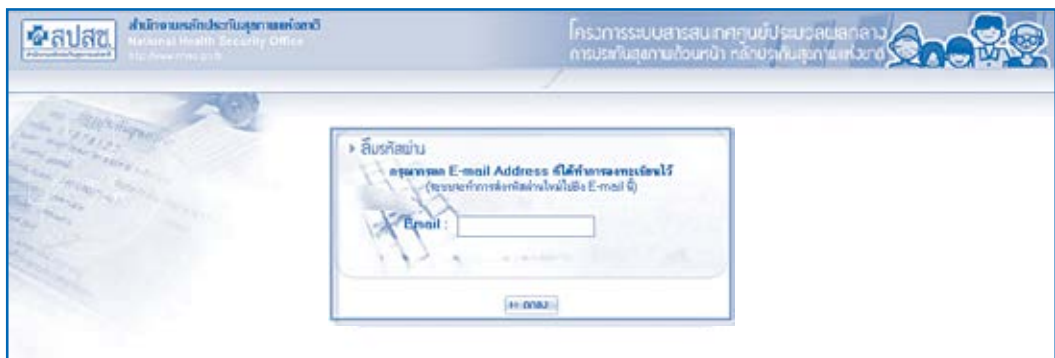 สปสช.
สำนักงานหลักประกันสุขภาพแห่งชาติ
National Health Security Office
โครงการระบบสารสนเทศศูนย์ประมวลผลกลาง
การประกันสุขภาพถ้วนหน้า หลักประกันสุขภาพแห่งชาติ
ลืมรหัสผ่าน
กรุณากรอก E-mail Address ที่ได้ทำการลงทะเบียนไว้
(ระบบจะทำการส่งรหัสผ่านใหม่ไปยัง E-mail นี้)
Email :
ตกลง